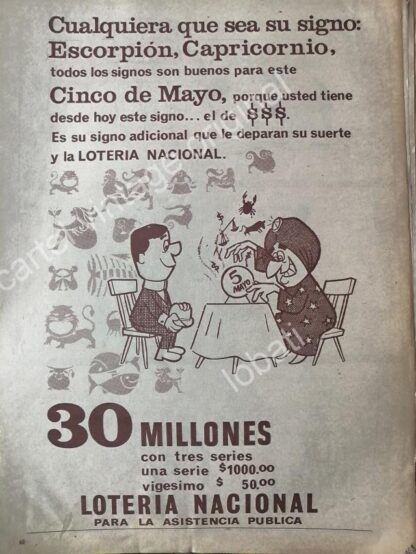 Cualquiera que sea su signo:
Escorpión, Capricornio,
todos los signos son buenos para este
Cinco de Mayo, porque usted tiene
desde hoy este signo... el de $$$.
Es su signo adicional que le deparan su suerte
y la LOTERIA NACIONAL.
5
MAYO
30 MILLONES
con tres series
una serie $1000.00
vigesimo $ 50.00
LOTERIA NACIONAL
PARA LA ASISTENCIA PUBLICA